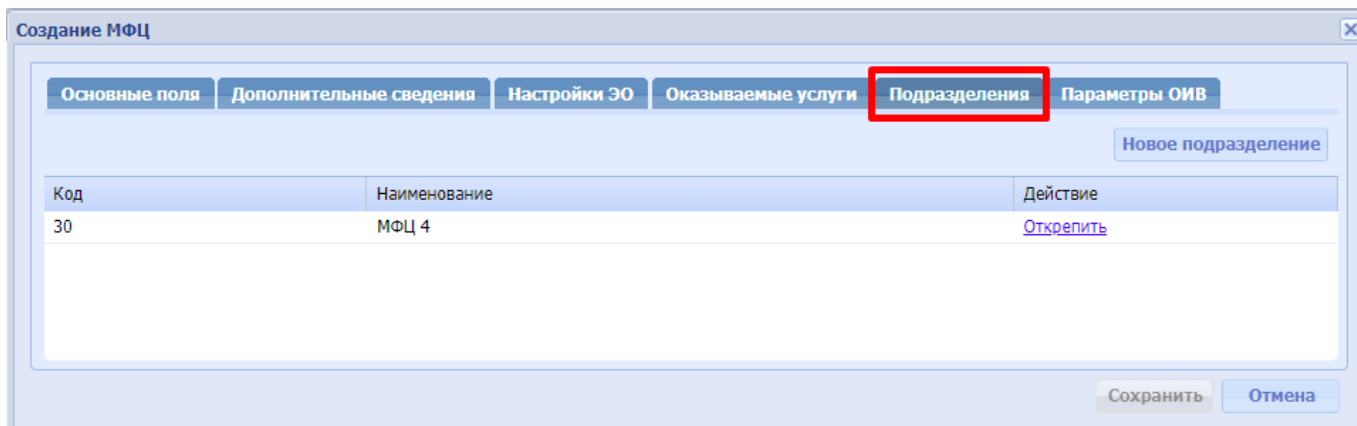 Создание МФЦ
Основные поля Дополнительные сведения Настройки ЭО Оказываемые услуги Подразделения Параметры ОИВ
Новое подразделение
Код Наименование Действие
30 МФЦ 4 Открепить
Сохранить Отмена